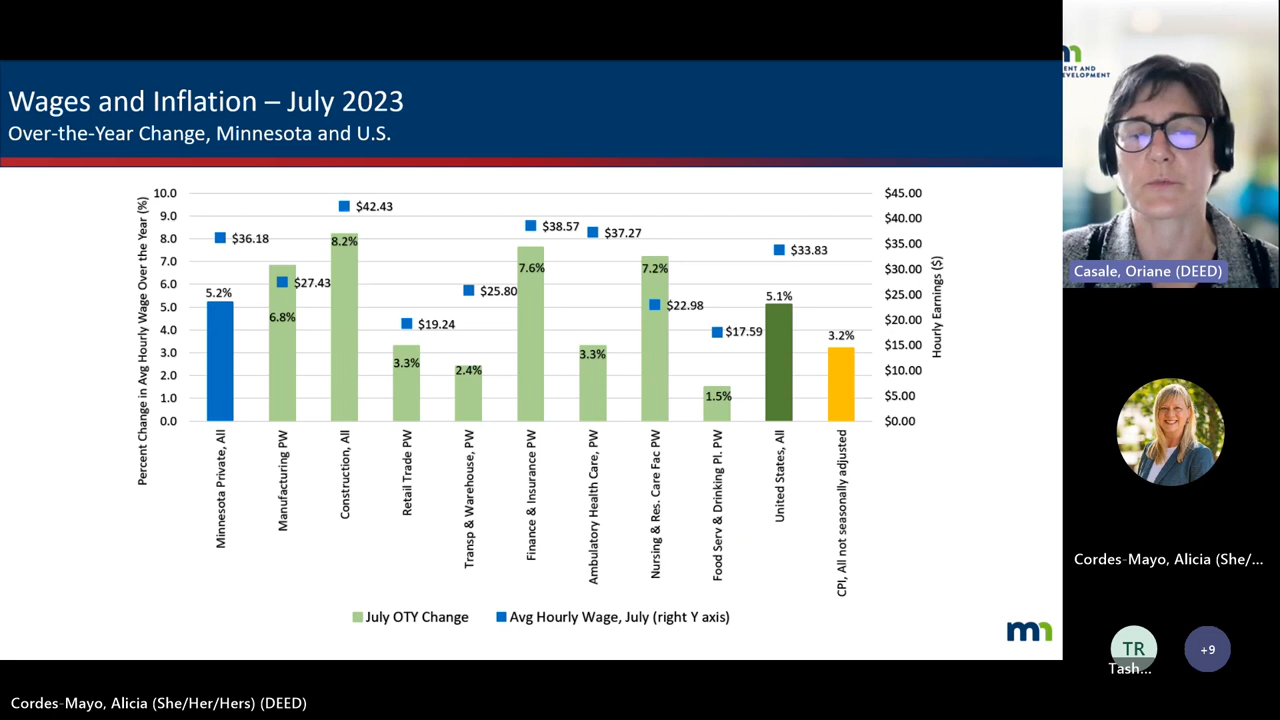 Wages and Inflation – July 2023
Over-the-Year Change, Minnesota and U.S.
Percent Change in Avg Hourly Wage Over the Year (%)
10.0
9.0
8.0
7.0
6.0
5.0
4.0
3.0
2.0
1.0
0.0
$36.18
5.2%
$27.43
6.8%
$42.43
8.2%
$19.24
3.3%
$25.80
2.4%
$38.57
7.6%
$37.27
3.3%
$22.98
7.2%
$17.59
1.5%
$33.83
5.1%
3.2%
$45.00
$40.00
$35.00
$30.00
$25.00
$20.00
$15.00
$10.00
$5.00
$0.00
Hourly Earnings ($)
Minnesota Private, All
Manufacturing PW
Construction, All
Retail Trade PW
Transp & Warehouse, PW
Finance & Insurance PW
Ambulatory Health Care, PW
Nursing & Res. Care Fac PW
Food Serv & Drinking Pl. PW
United States, All
CPI, All not seasonally adjusted
July OTY Change
Avg Hourly Wage, July (right Y axis)
mn
ENT AND
EVELOPMENT
Casale, Oriane (DEED)
Cordes-Mayo, Alicia (She/...
TR
Tash...
+9
Cordes-Mayo, Alicia (She/Her/Hers) (DEED)